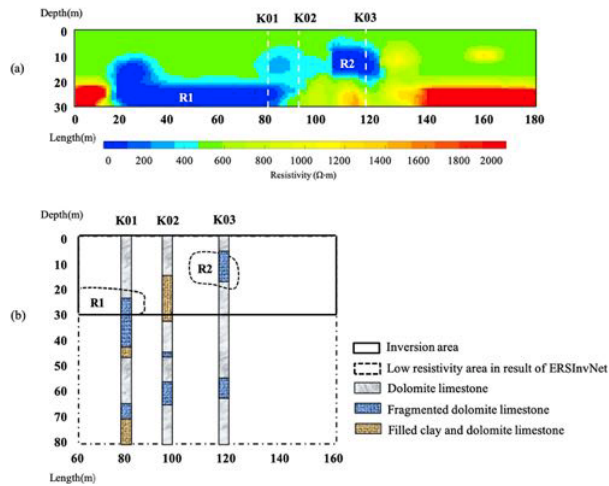 Depth(m)
K01 K02 K03
0
10
20
30
(a)
R1
R2
0 20 40 60 80 100 120 140 160 180
Length(m)
0 200 400 600 800 1000 1200 1400 1600 1800 2000
Resistivity (Ω·m)
Depth(m)
K01 K02 K03
0
10
20
30
40
50
60
70
80
(b)
R1
R2
60 80 100 120 140 160
Length(m)
Inversion area
Low resistivity area in result of ERSInvNet
Dolomite limestone
Fragmented dolomite limestone
Filled clay and dolomite limestone